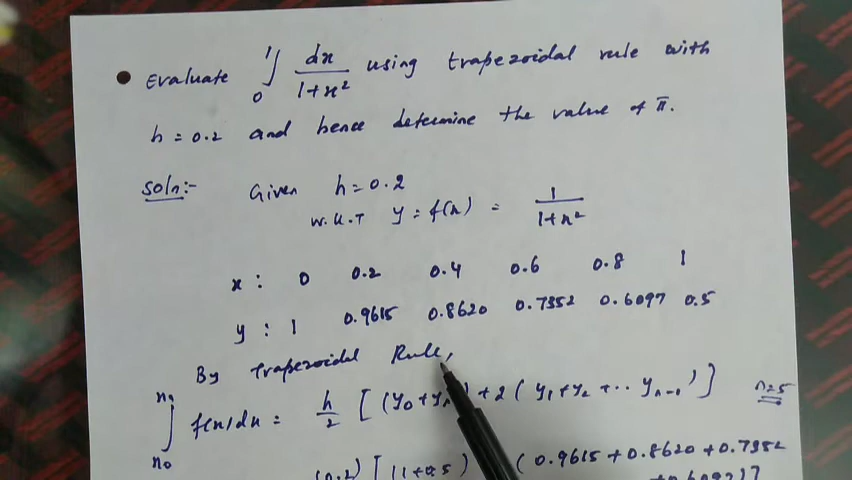 Evaluate ∫₀¹ dx/(1+x²) using trapezoidal rule with
h = 0.2 and hence determine the value of π.
Soln:- Given h = 0.2
W.K.T y = f(x) = 1/(1+x²)
x : 0 0.2 0.4 0.6 0.8 1
y : 1 0.9615 0.8620 0.7352 0.6097 0.5
By Trapezoidal Rule,
∫ f(x)dx = h/2 [(y₀+yₙ)+2(y₁+y₂+..yₙ₋₁)] n=5
(0.2) [(1+0.5) (0.9615+0.8620+0.7352